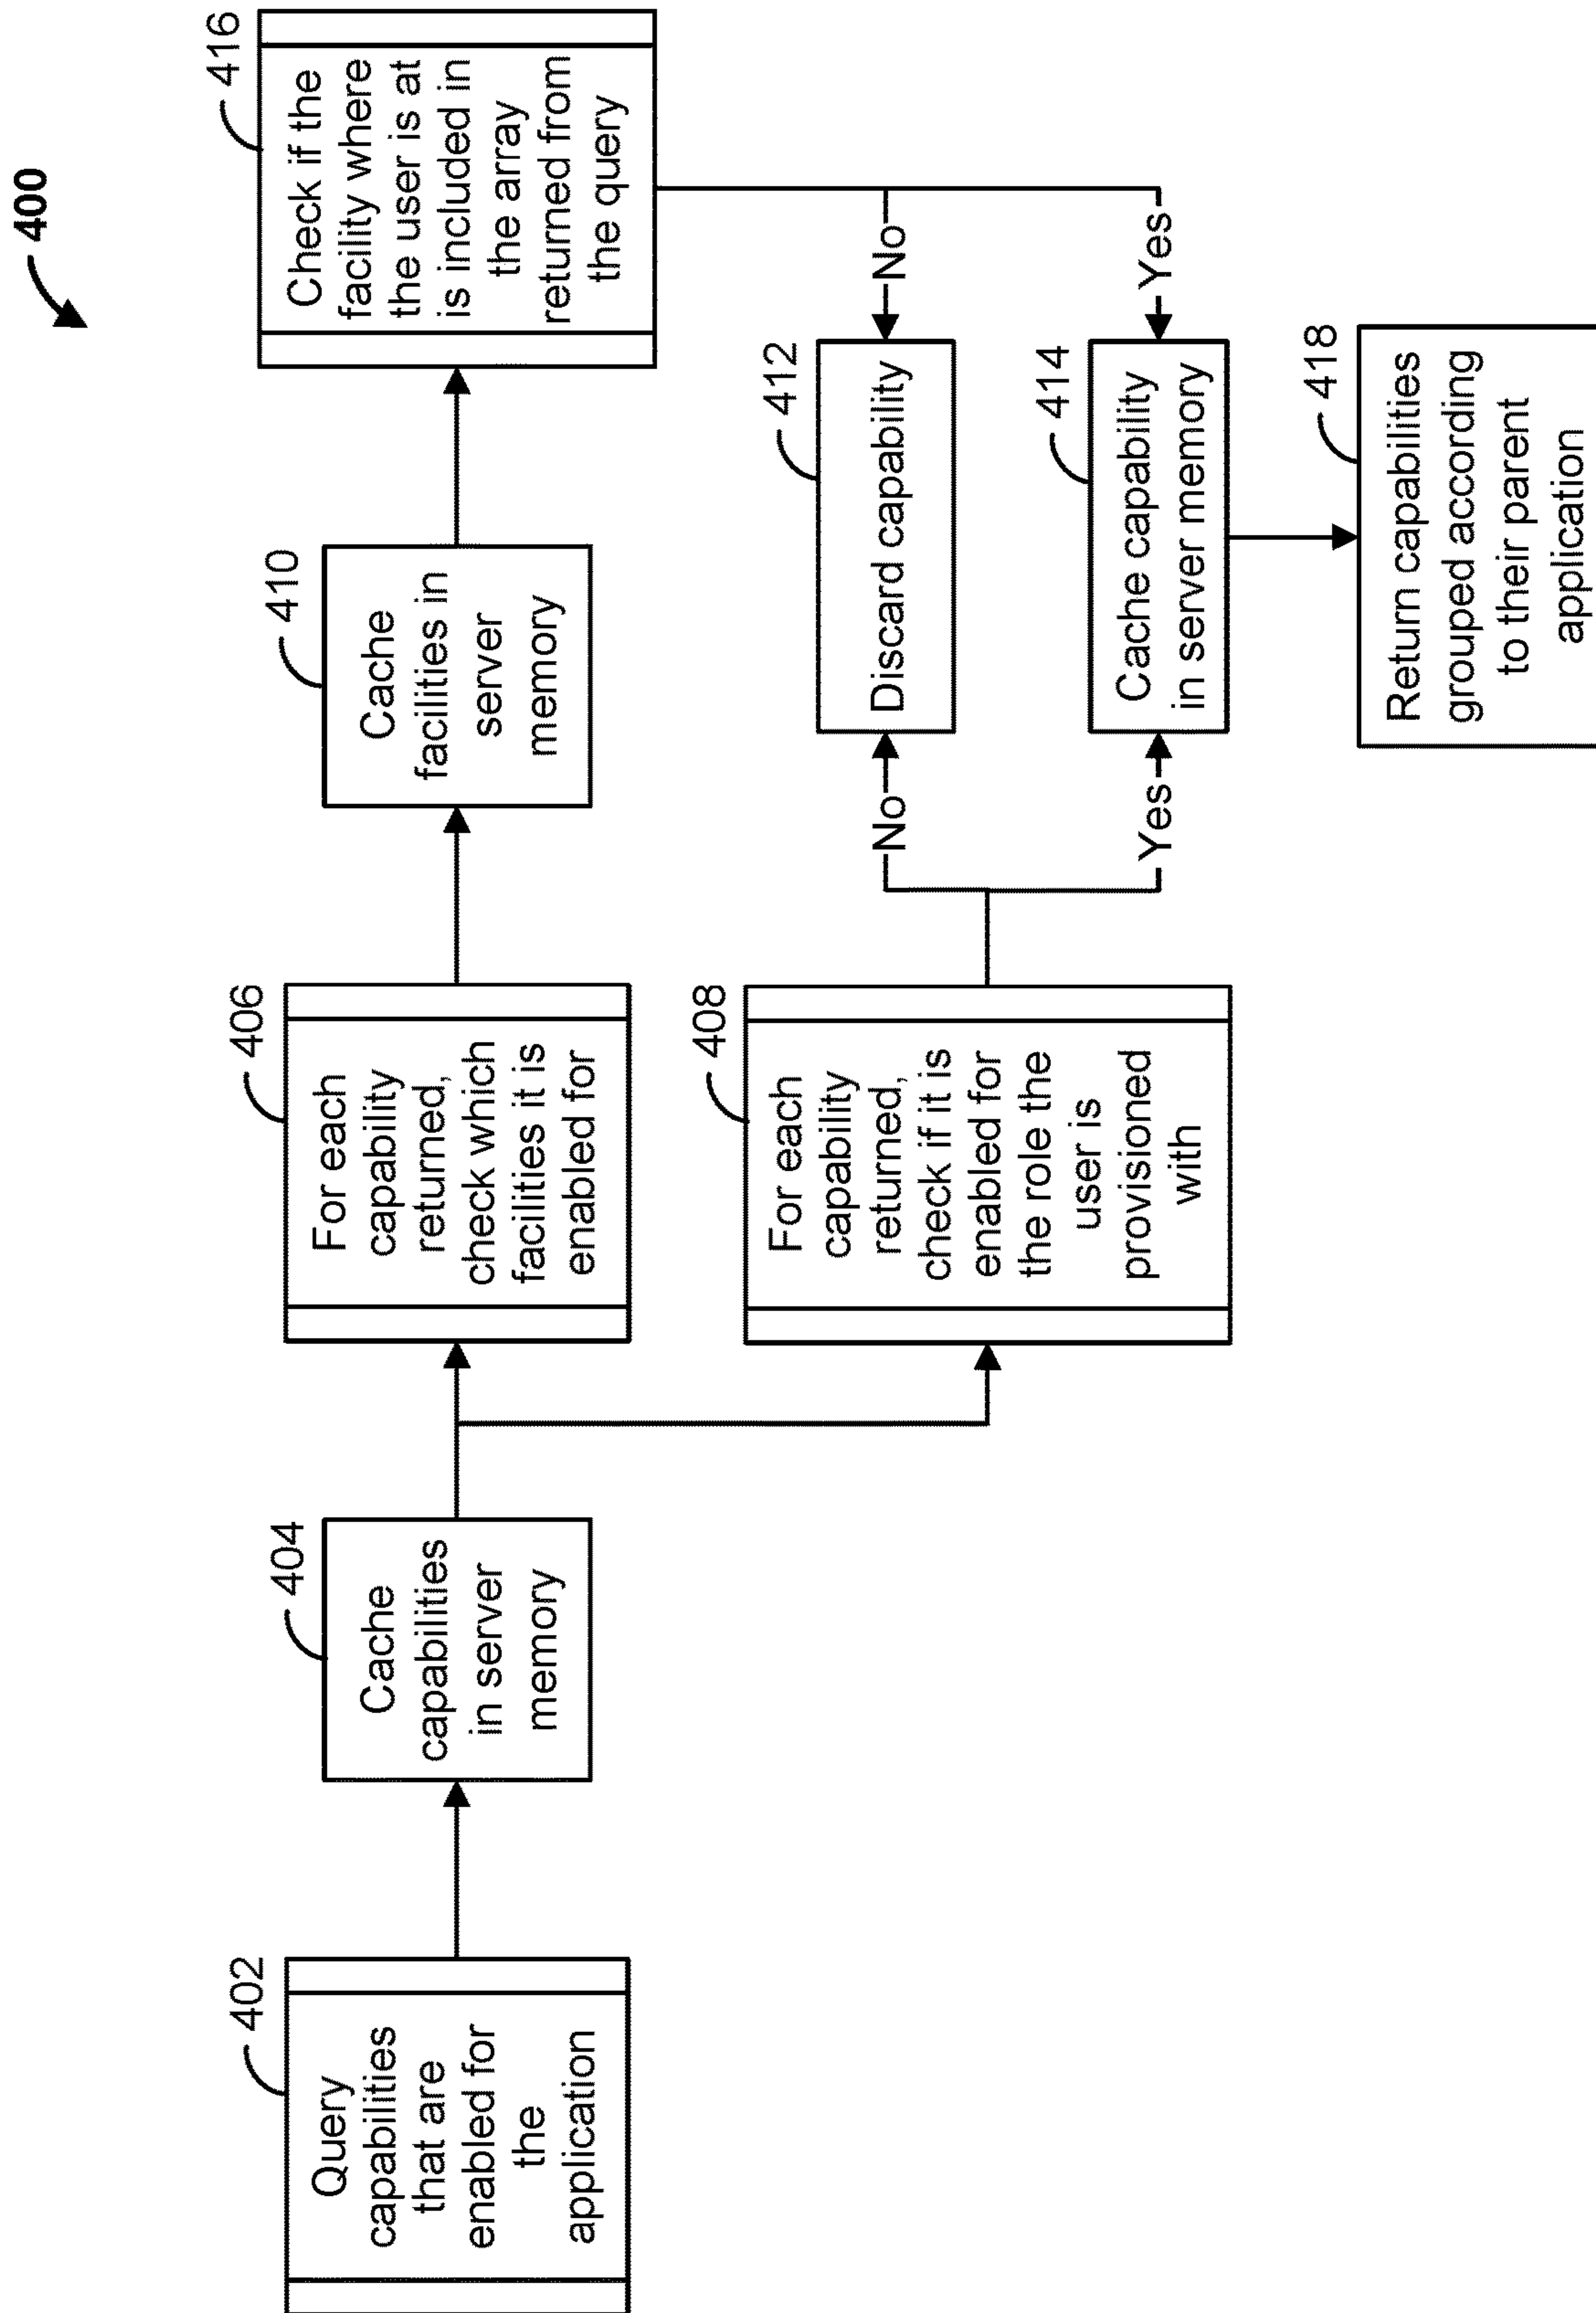 400
402
Query
capabilities
that are
enabled for
the
application
404
Cache
capabilities
in server
memory
406
For each
capability
returned,
check which
facilities it is
enabled for
408
For each
capability
returned,
check if it is
enabled for
the role the
user is
provisioned
with
410
Cache
facilities in
server
memory
416
Check if the
facility where
the user is at
is included in
the array
returned from
the query
No
No
412
Discard capability
Yes
Yes
414
Cache capability
in server memory
418
Return capabilities
grouped according
to their parent
application